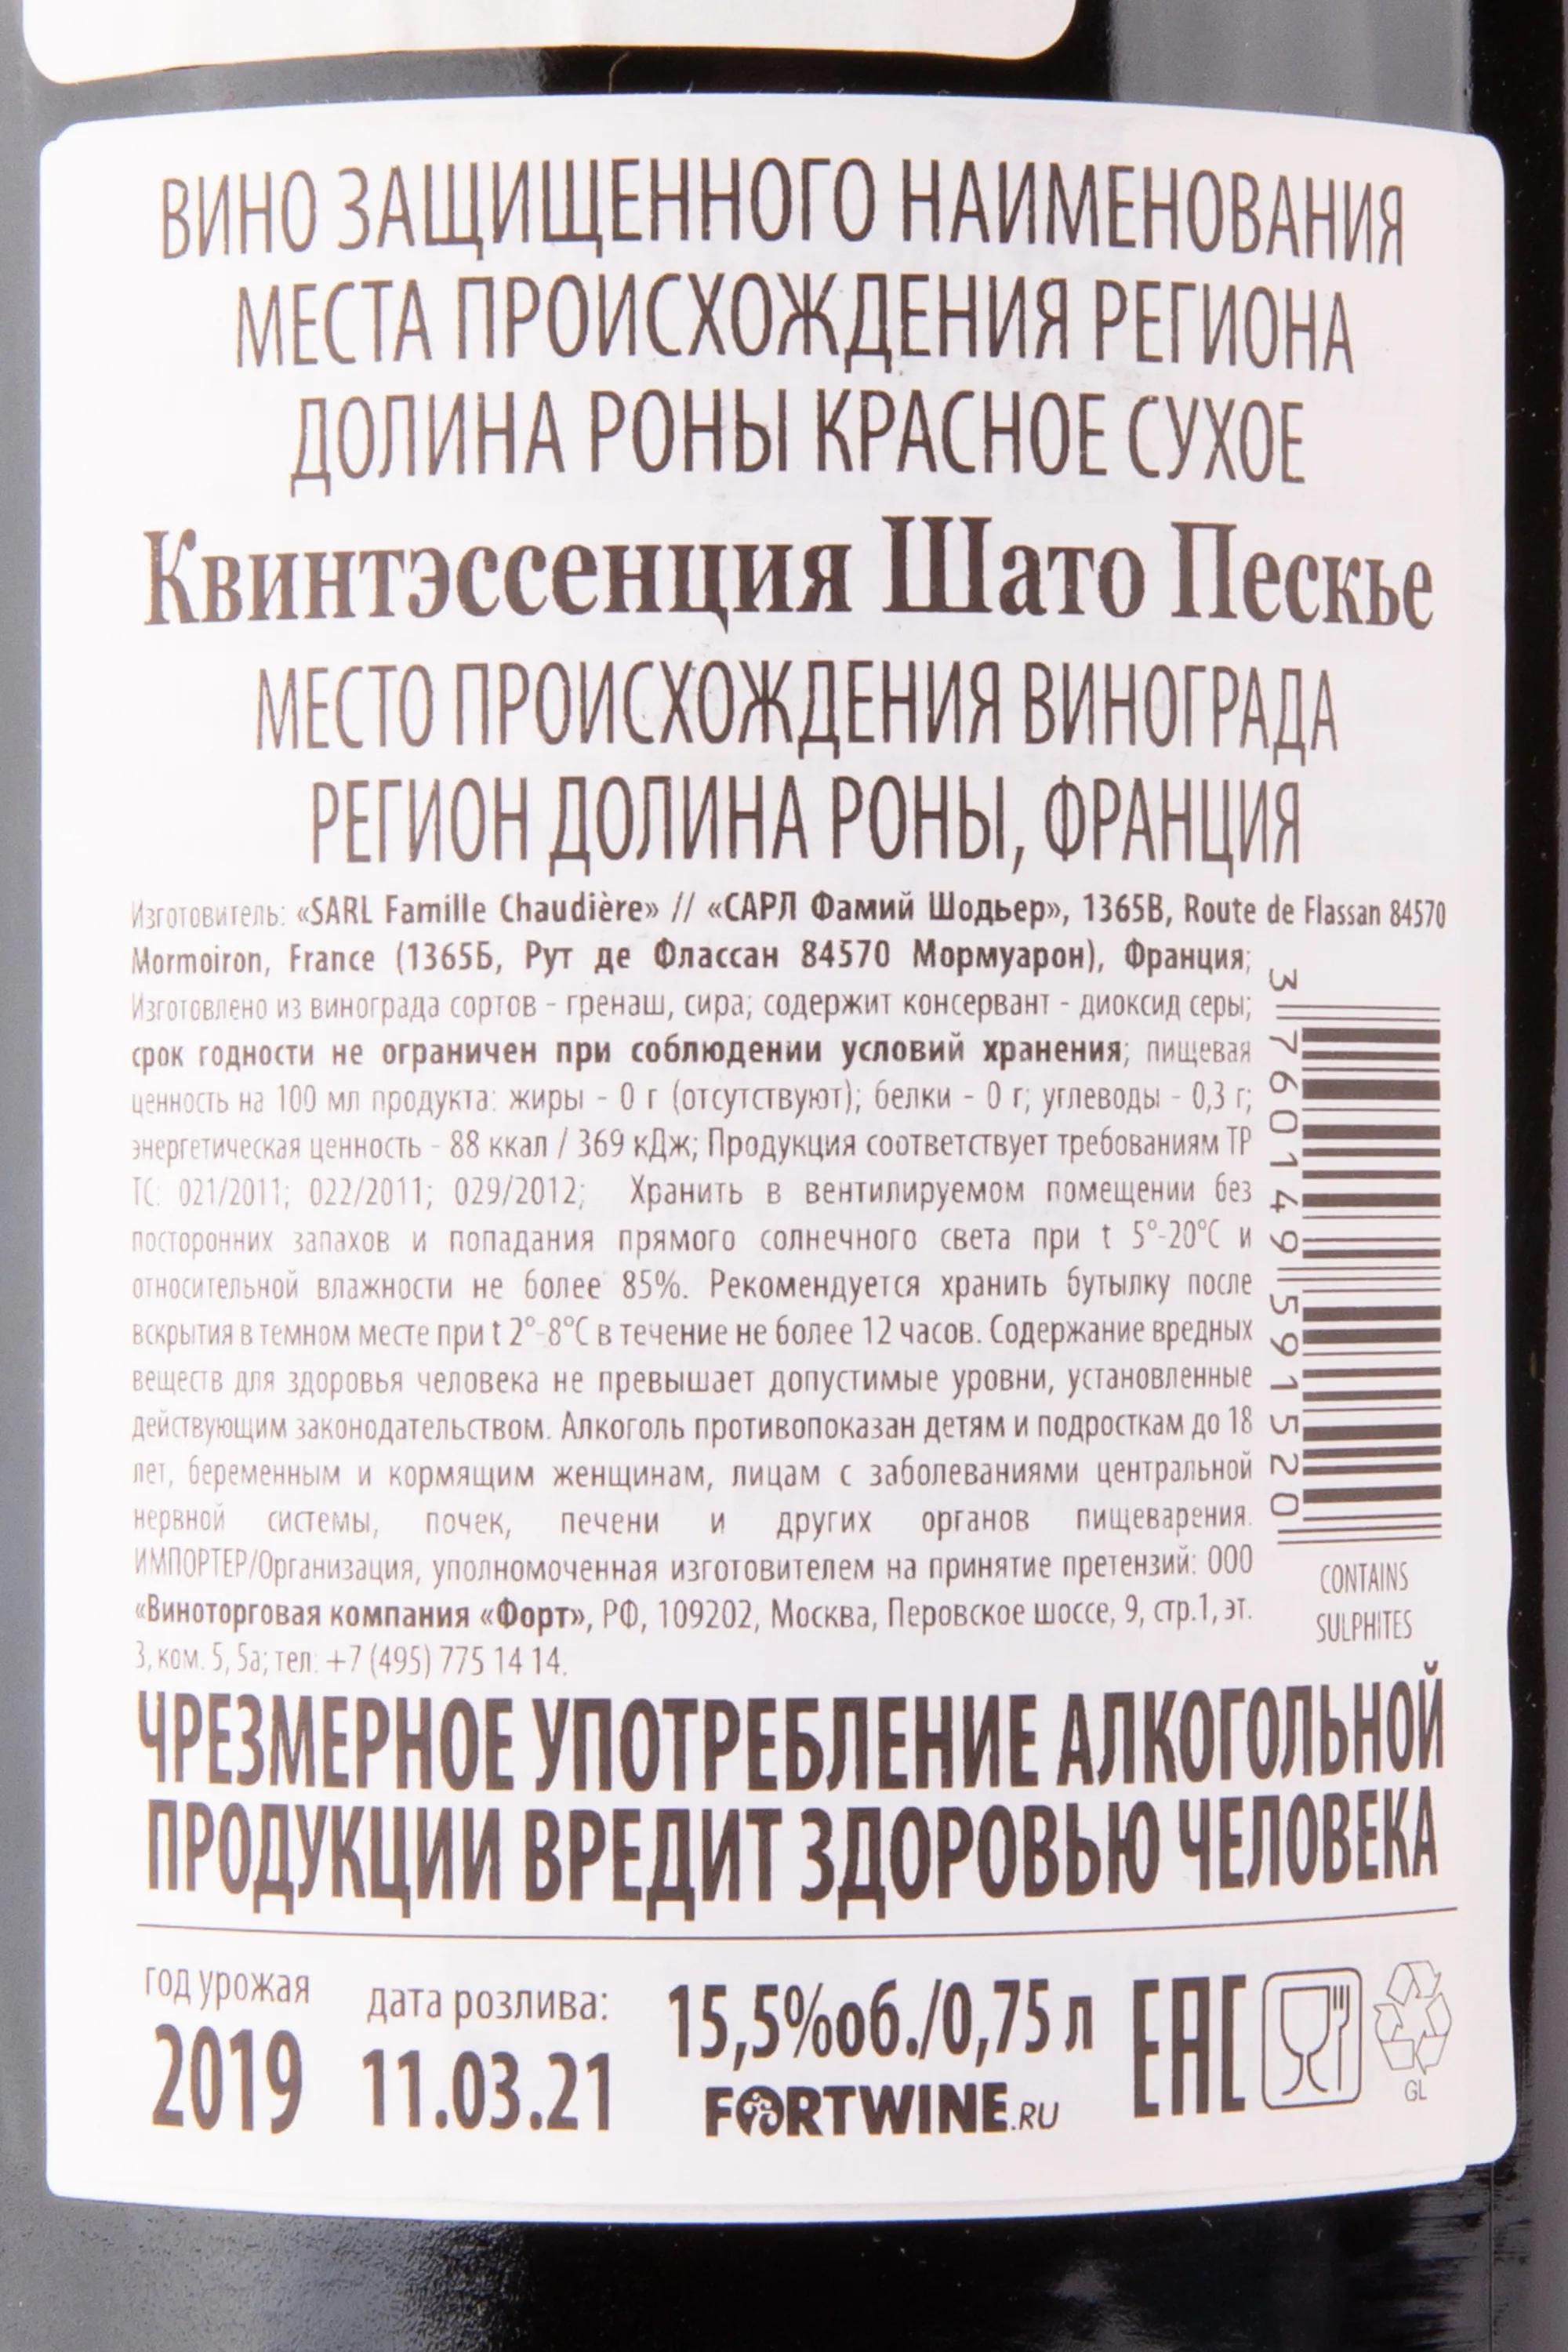 ВИНО ЗАЩИЩЕННОГО НАИМЕНОВАНИЯ
МЕСТА ПРОИСХОЖДЕНИЯ РЕГИОНА
ДОЛИНА РОНЫ КРАСНОЕ СУХОЕ
Квинтэссенция Шато Пескье
МЕСТО ПРОИСХОЖДЕНИЯ ВИНОГРАДА
РЕГИОН ДОЛИНА РОНЫ, ФРАНЦИЯ
Изготовитель: «SARL Famille Chaudière» // «САРЛ Фамий Шодьер», 1365B, Route de Flassan 84570
Mormoiron, France (1365Б, Рут де Флассан 84570 Мормуарон), Франция;
Изготовлено из винограда сортов - гренаш, сира; содержит консервант - диоксид серы;
срок годности не ограничен при соблюдении условий хранения; пищевая
ценность на 100 мл продукта: жиры - 0 г (отсутствуют); белки - 0 г; углеводы - 0,3 г;
энергетическая ценность - 88 ккал / 369 кДж; Продукция соответствует требованиям ТР
ТС: 021/2011; 022/2011; 029/2012; Хранить в вентилируемом помещении без
посторонних запахов и попадания прямого солнечного света при t 5°-20°C и
относительной влажности не более 85%. Рекомендуется хранить бутылку после
вскрытия в темном месте при t 2°-8°C в течение не более 12 часов. Содержание вредных
веществ для здоровья человека не превышает допустимые уровни, установленные
действующим законодательством. Алкоголь противопоказан детям и подросткам до 18
лет, беременным и кормящим женщинам, лицам с заболеваниями центральной
нервной системы, почек, печени и других органов пищеварения.
ИМПОРТЕР/Организация, уполномоченная изготовителем на принятие претензий: ООО
«Виноторговая компания «Форт», РФ, 109202, Москва, Перовское шоссе, 9, стр.1, эт.
3, ком. 5, 5а; тел: +7 (495) 775 14 14.
3 760149 591520
CONTAINS
SULPHITES
ЧРЕЗМЕРНОЕ УПОТРЕБЛЕНИЕ АЛКОГОЛЬНОЙ
ПРОДУКЦИИ ВРЕДИТ ЗДОРОВЬЮ ЧЕЛОВЕКА
год урожая
2019
дата розлива:
11.03.21
15,5%об./0,75 л
FORTWINE.RU
EAC
GL